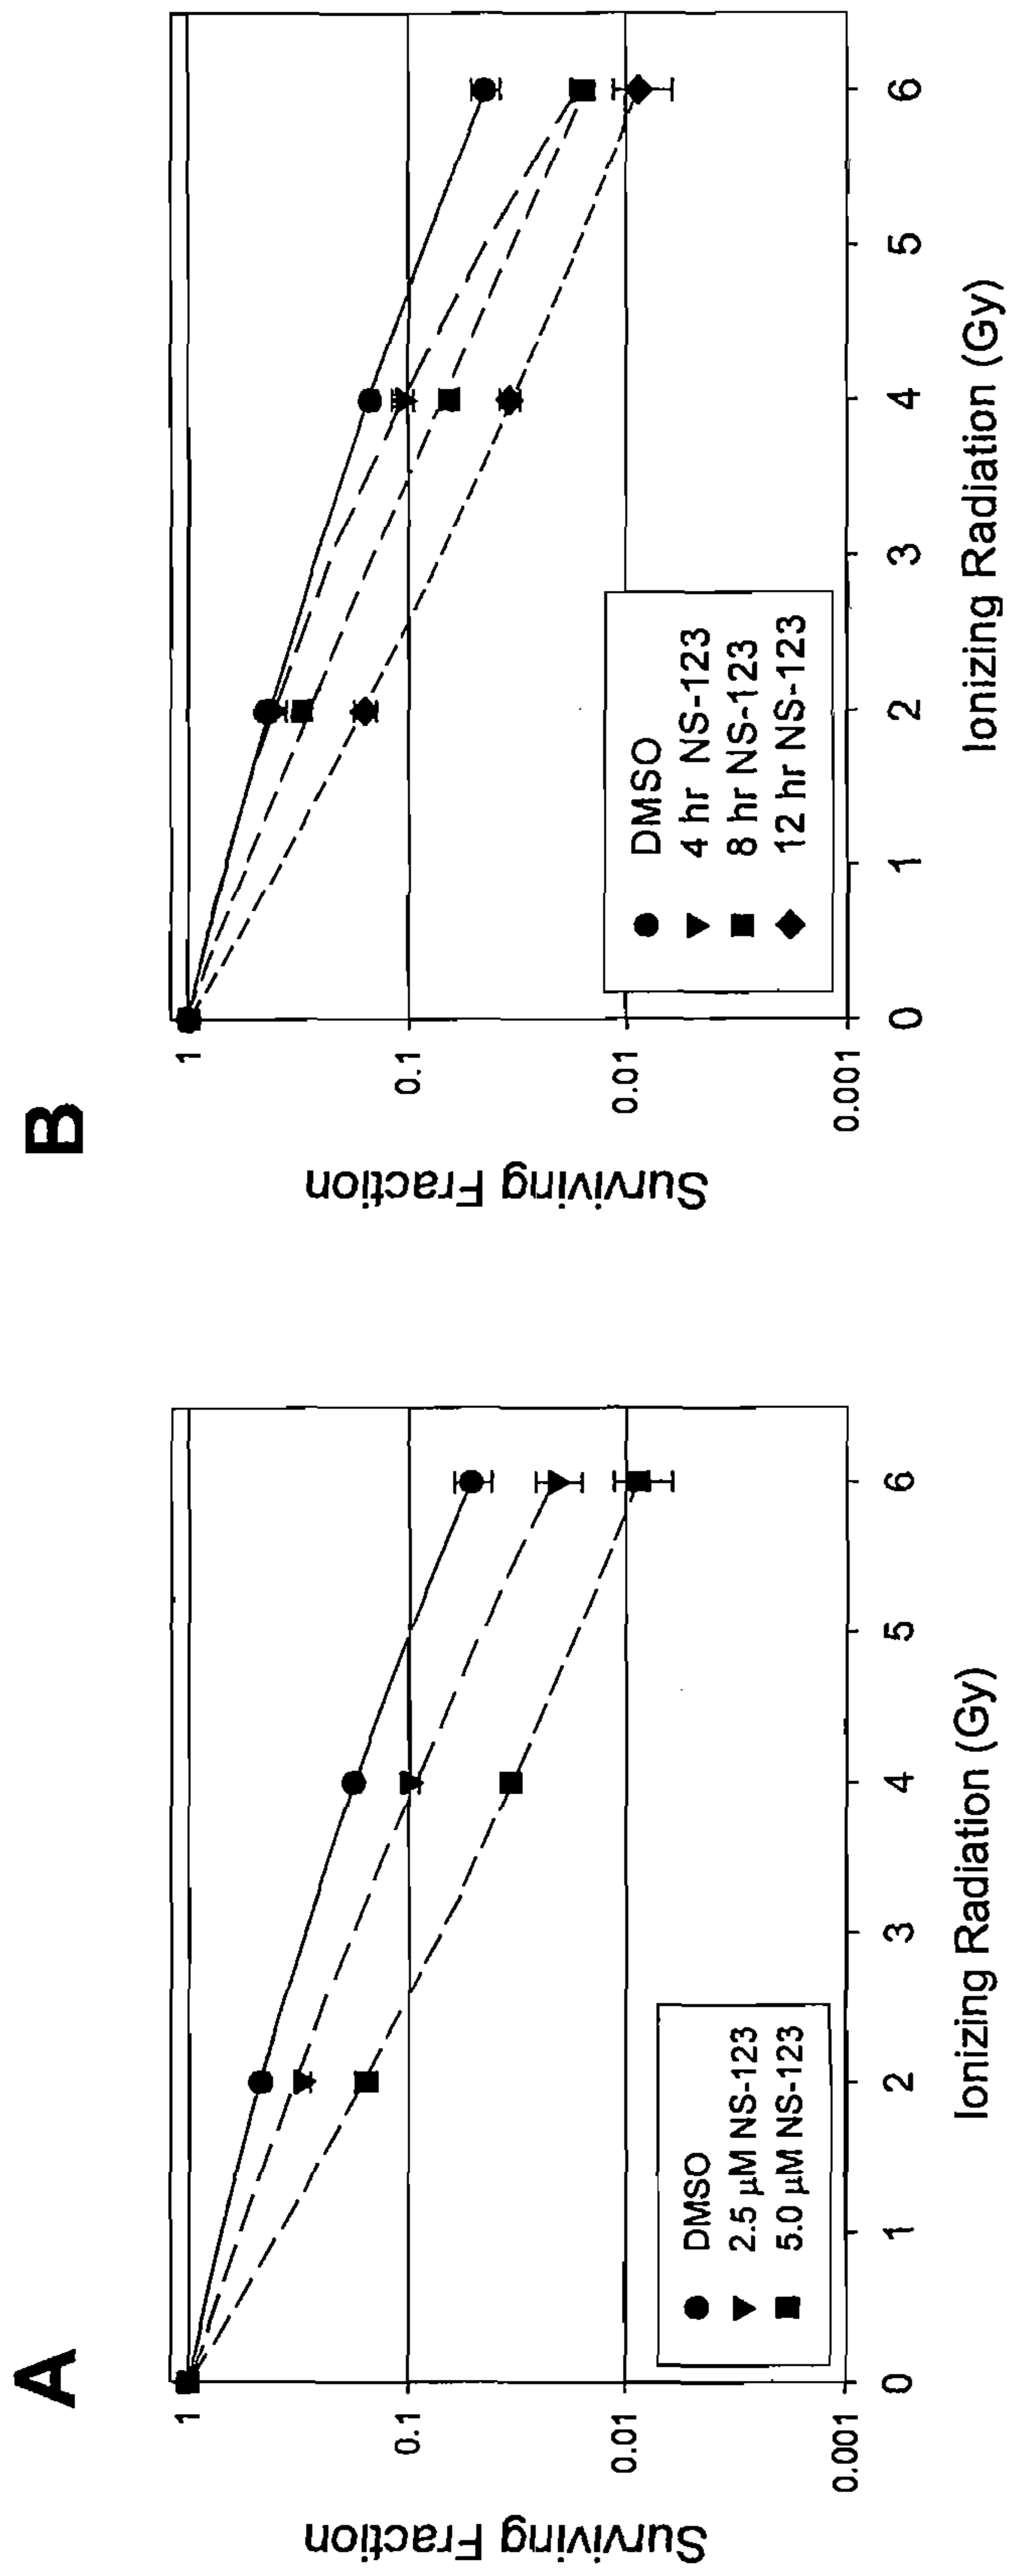 A
Surviving Fraction
1
0.1
0.01
0.001
DMSO
2.5 µM NS-123
5.0 µM NS-123
0 1 2 3 4 5 6
Ionizing Radiation (Gy)
B
Surviving Fraction
1
0.1
0.01
0.001
DMSO
4 hr NS-123
8 hr NS-123
12 hr NS-123
0 1 2 3 4 5 6
Ionizing Radiation (Gy)